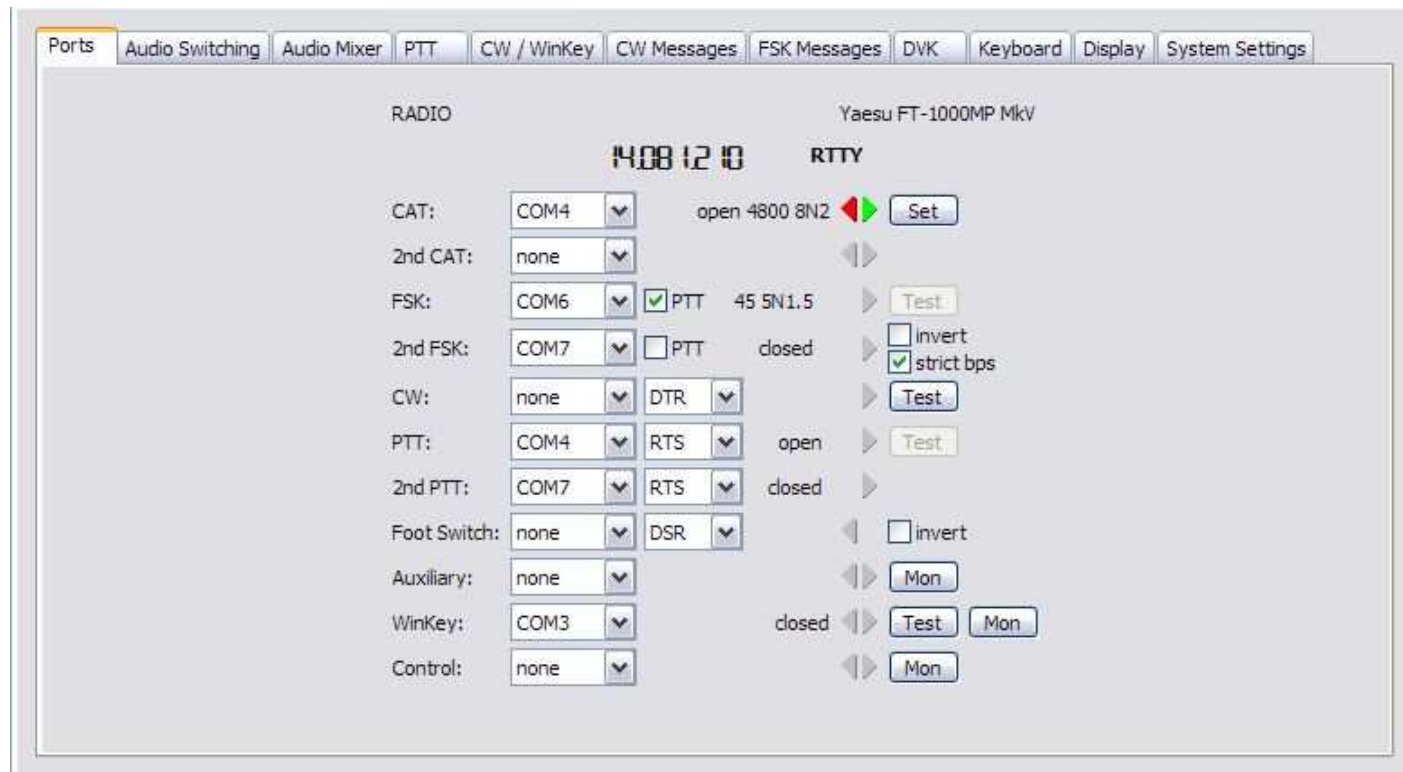 Ports Audio Switching Audio Mixer PTT CW / WinKey CW Messages FSK Messages DVK Keyboard Display System Settings
RADIO Yaesu FT-1000MP MkV
14.081.210 RTTY
CAT: COM4 open 4800 8N2 Set
2nd CAT: none
FSK: COM6 PTT 45 5N1.5 Test
2nd FSK: COM7 PTT closed invert
strict bps
CW: none DTR Test
PTT: COM4 RTS open Test
2nd PTT: COM7 RTS closed
Foot Switch: none DSR invert
Auxiliary: none Mon
WinKey: COM3 closed Test Mon
Control: none Mon